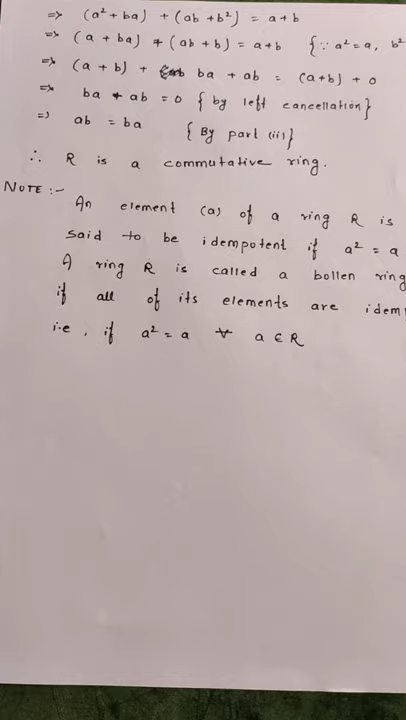 => (a² + ba) + (ab + b²) = a + b
=> (a + ba) + (ab + b) = a + b {∵ a² = a, b²
=> (a + b) + ba + ab = (a+b) + 0
=> ba + ab = 0 { by left cancellation}
=> ab = ba { By part (ii)}
∴ R is a commutative ring.
NOTE :-
An element (a) of a ring R is
said to be idempotent if a² = a
A ring R is called a bollen ring
if all of its elements are idem
i.e, if a² = a ∀ a ∈ R